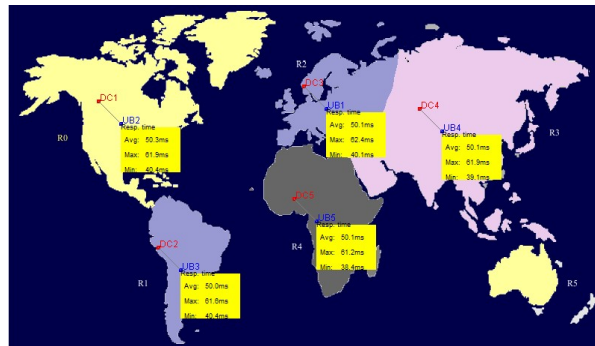 R2
DC3
DC1
DC4
UB1
Resp. time
Avg: 50.1ms
Max: 62.4ms
Min: 40.1ms
UB2
Resp. time
Avg: 50.3ms
Max: 61.9ms
Min: 40.4ms
UB4
Resp. time
Avg: 50.1ms
Max: 61.9ms
Min: 39.1ms
R0
R3
DC5
UB5
Resp. time
Avg: 50.1ms
Max: 61.2ms
Min: 38.4ms
DC2
R4
UB3
Resp. time
Avg: 50.0ms
Max: 61.6ms
Min: 40.4ms
R1
R5